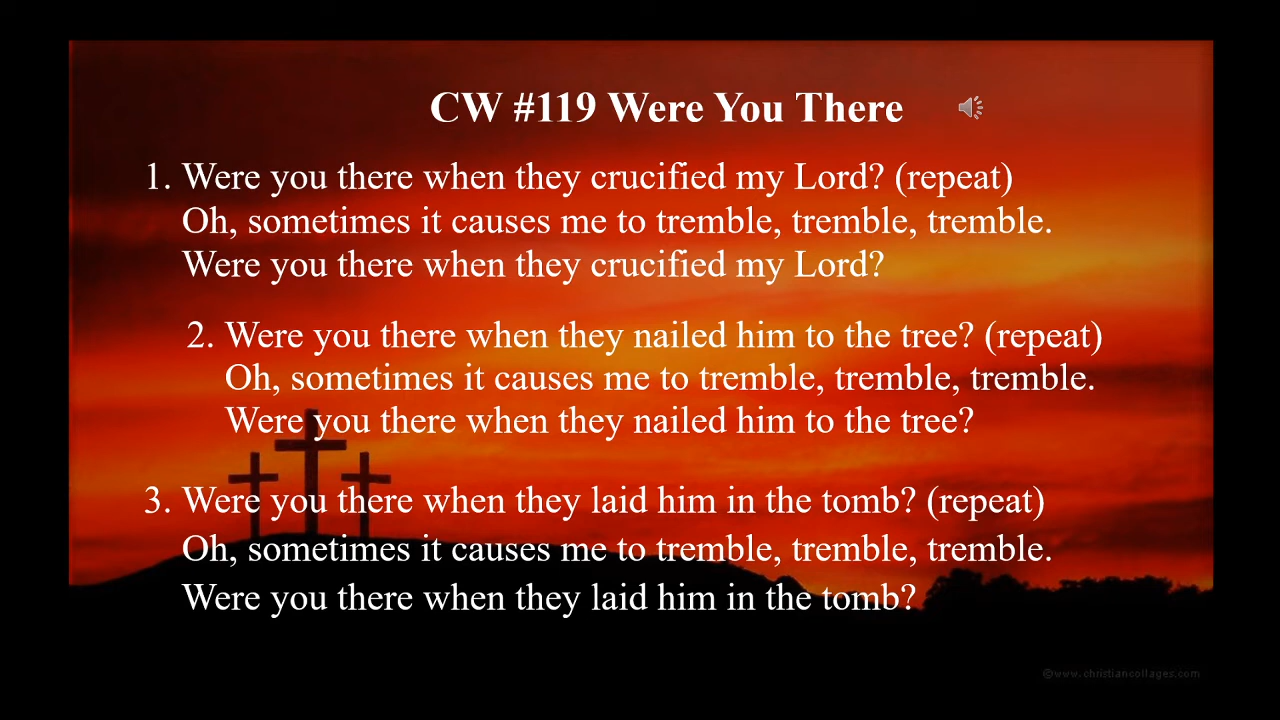 CW #119 Were You There
1. Were you there when they crucified my Lord? (repeat)
Oh, sometimes it causes me to tremble, tremble, tremble.
Were you there when they crucified my Lord?
2. Were you there when they nailed him to the tree? (repeat)
Oh, sometimes it causes me to tremble, tremble, tremble.
Were you there when they nailed him to the tree?
3. Were you there when they laid him in the tomb? (repeat)
Oh, sometimes it causes me to tremble, tremble, tremble.
Were you there when they laid him in the tomb?
©www.christiancollages.com